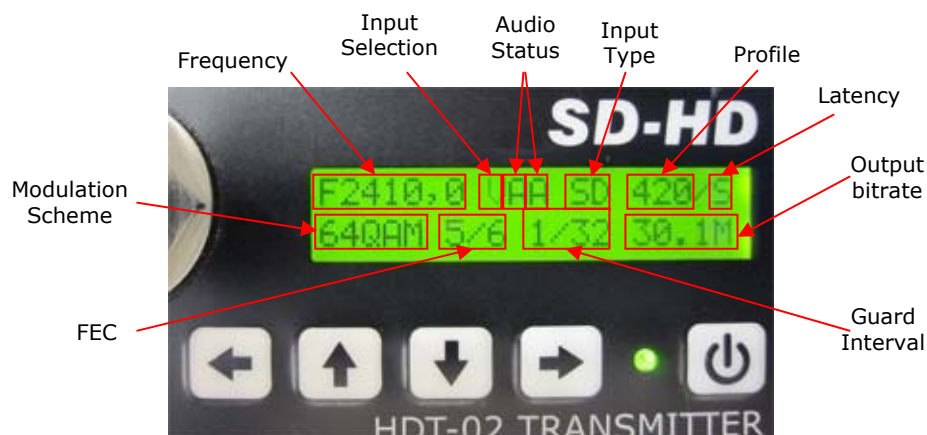 Input
Selection
Audio
Status
Input
Type
Frequency
Profile
Latency
SD-HD
Modulation
Scheme
Output
bitrate
F2410,0 AA SD 420/S
64QAM 5/6 1/32 30.1M
FEC
Guard
Interval
HDT-02 TRANSMITTER